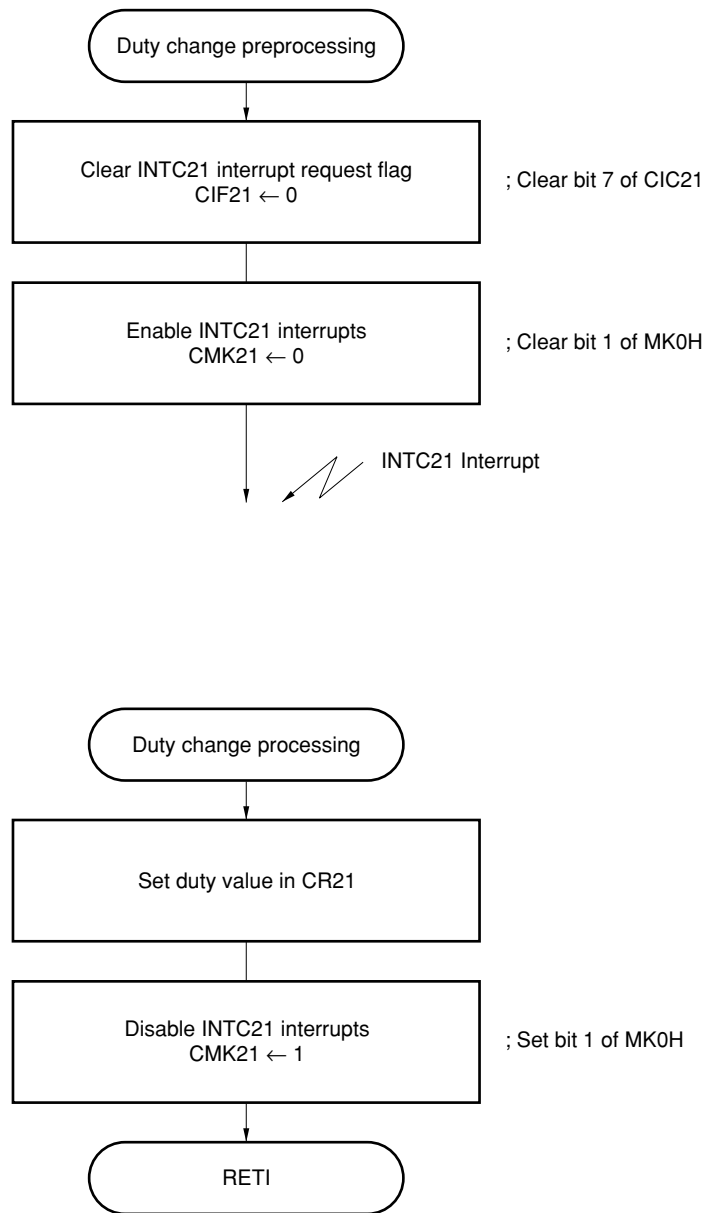 Duty change preprocessing
Clear INTC21 interrupt request flag
CIF21 ← 0
; Clear bit 7 of CIC21
Enable INTC21 interrupts
CMK21 ← 0
; Clear bit 1 of MK0H
INTC21 Interrupt
Duty change processing
Set duty value in CR21
Disable INTC21 interrupts
CMK21 ← 1
; Set bit 1 of MK0H
RETI